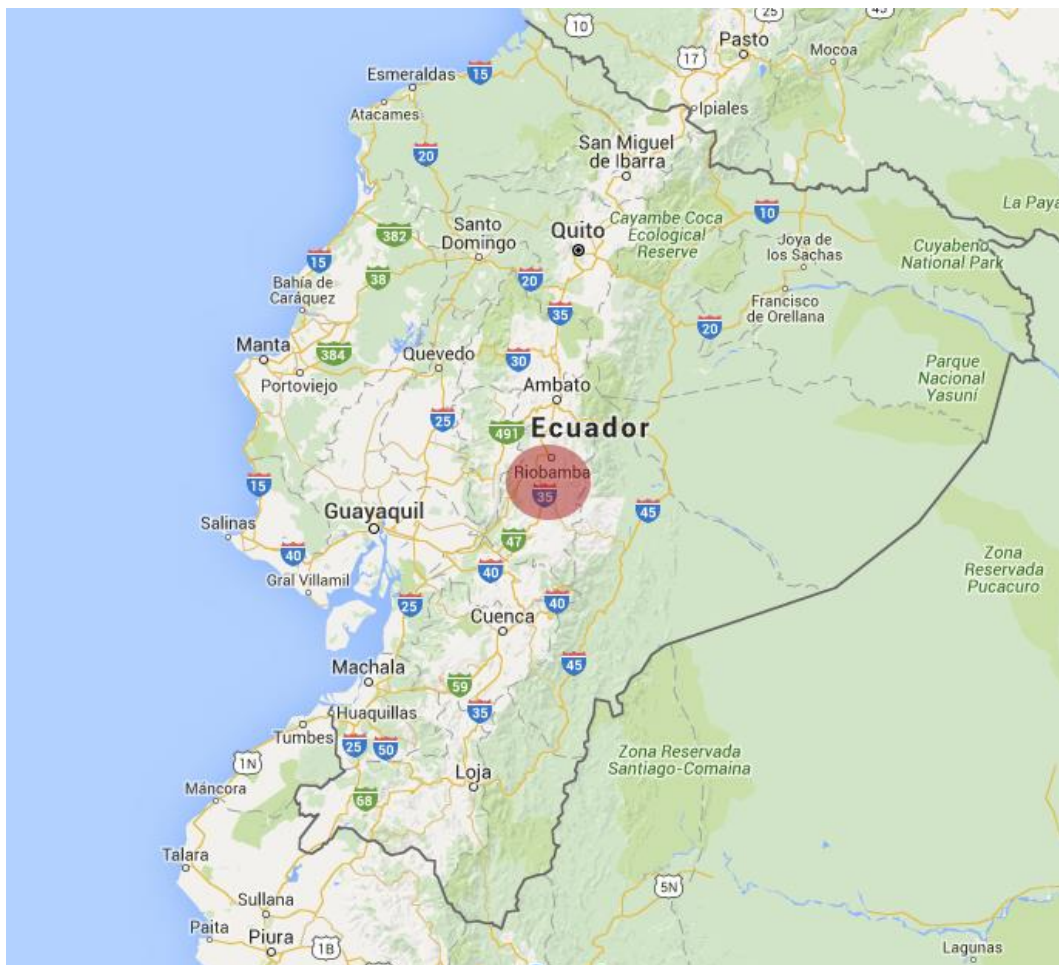 25
45
10
Pasto
Mocoa
17
Esmeraldas
15
Atacames
Ipiales
San Miguel
de Ibarra
20
La Paya
10
Cayambe Coca
Ecological
Reserve
382
Santo
Domingo
Quito
Joya de
los Sachas
Cuyabeno
National Park
15
38
20
Bahía de
Caráquez
Francisco
de Orellana
35
20
Manta
384
Quevedo
30
Portoviejo
Ambato
Parque
Nacional
Yasuní
25
491
Ecuador
Riobamba
15
35
45
Salinas
Guayaquil
40
47
Zona
Reservada
Pucacuro
Gral Villamil
40
25
40
Cuenca
Machala
45
59
Huaquillas
35
Tumbes
25
50
1N
Zona Reservada
Santiago-Comaina
Loja
Máncora
68
Talara
5N
Sullana
Paita
Piura
1B
Lagunas